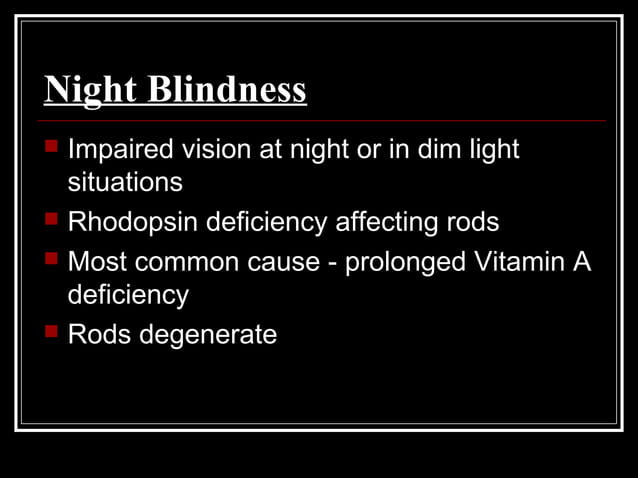 Night Blindness
Impaired vision at night or in dim light
situations
Rhodopsin deficiency affecting rods
Most common cause - prolonged Vitamin A
deficiency
Rods degenerate